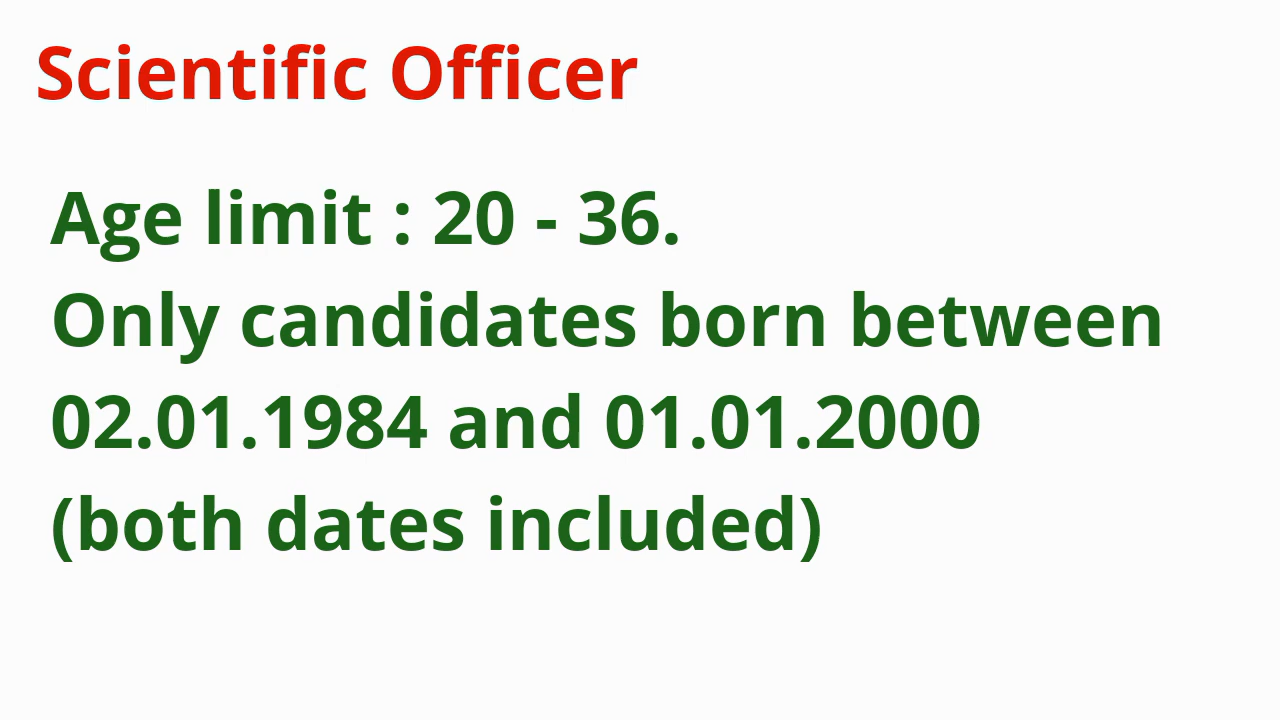 Scientific Officer
Age limit : 20 - 36.
Only candidates born between
02.01.1984 and 01.01.2000
(both dates included)